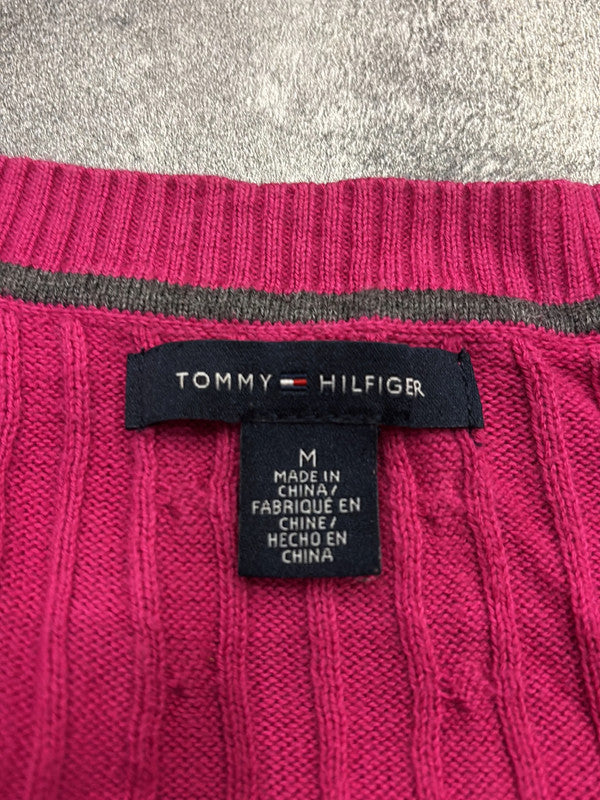 TOMMY HILFIGER
M
MADE IN
CHINA/
FABRIQUÉ EN
CHINE/
HECHO EN
CHINA